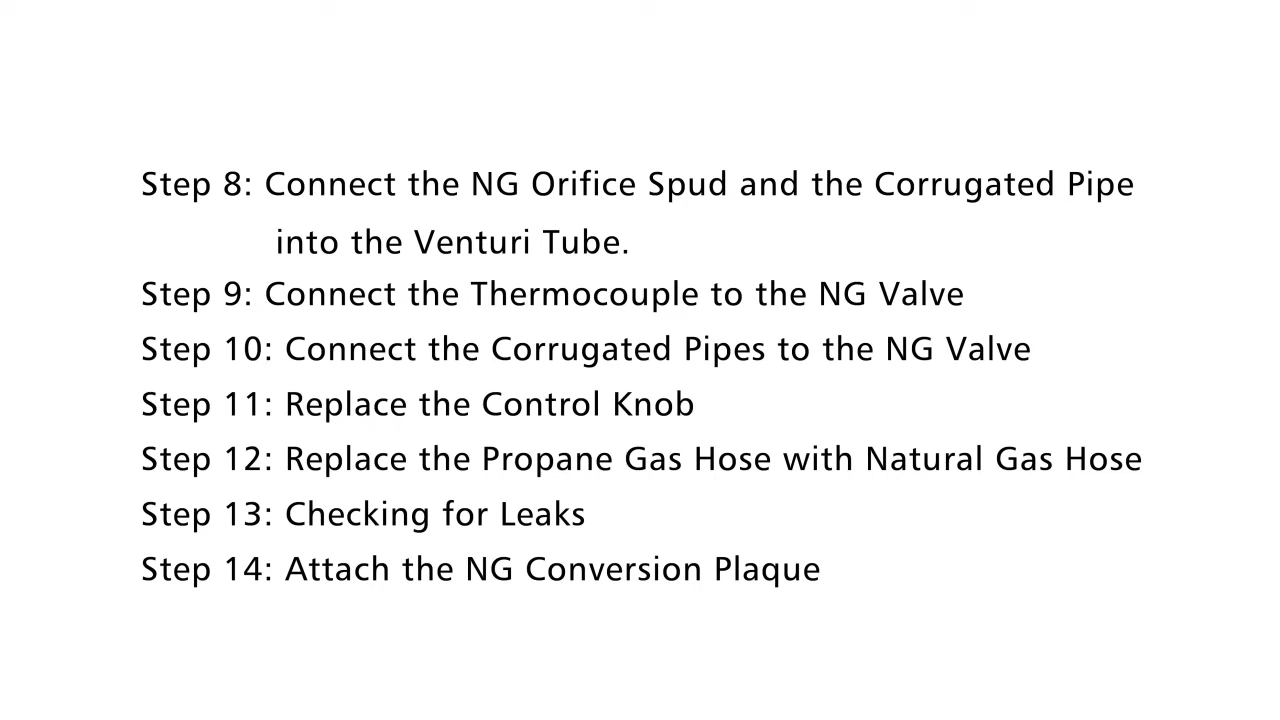 Step 8: Connect the NG Orifice Spud and the Corrugated Pipe
into the Venturi Tube.
Step 9: Connect the Thermocouple to the NG Valve
Step 10: Connect the Corrugated Pipes to the NG Valve
Step 11: Replace the Control Knob
Step 12: Replace the Propane Gas Hose with Natural Gas Hose
Step 13: Checking for Leaks
Step 14: Attach the NG Conversion Plaque